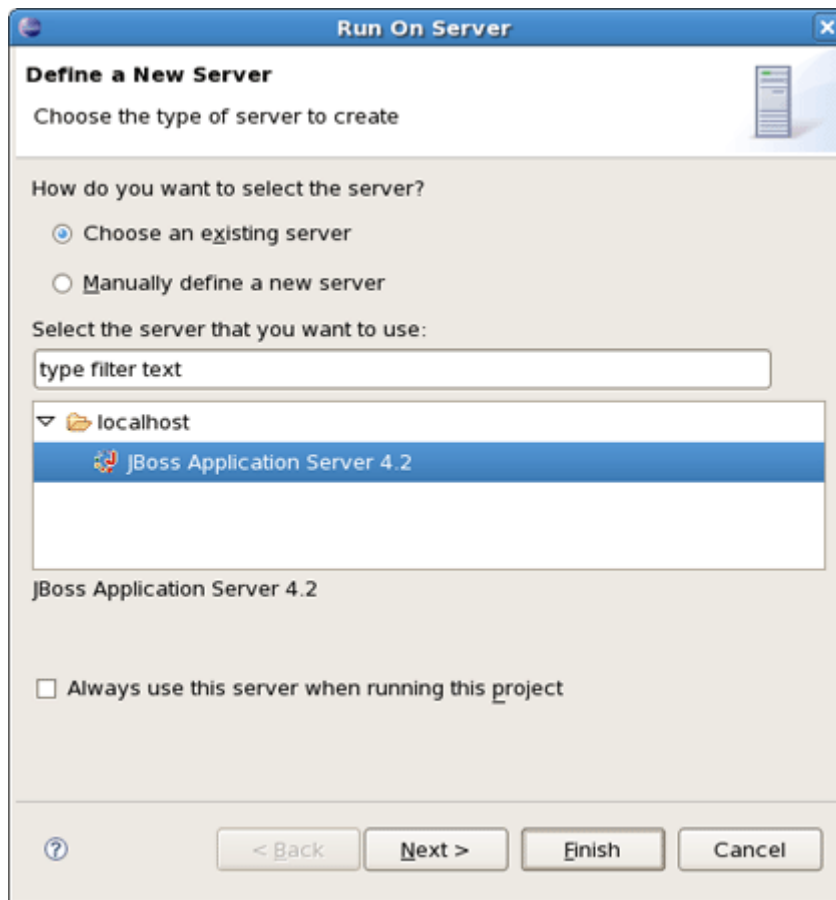 Run On Server
Define a New Server
Choose the type of server to create
How do you want to select the server?
Choose an existing server
Manually define a new server
Select the server that you want to use:
type filter text
localhost
JBoss Application Server 4.2
JBoss Application Server 4.2
Always use this server when running this project
? < Back Next > Finish Cancel